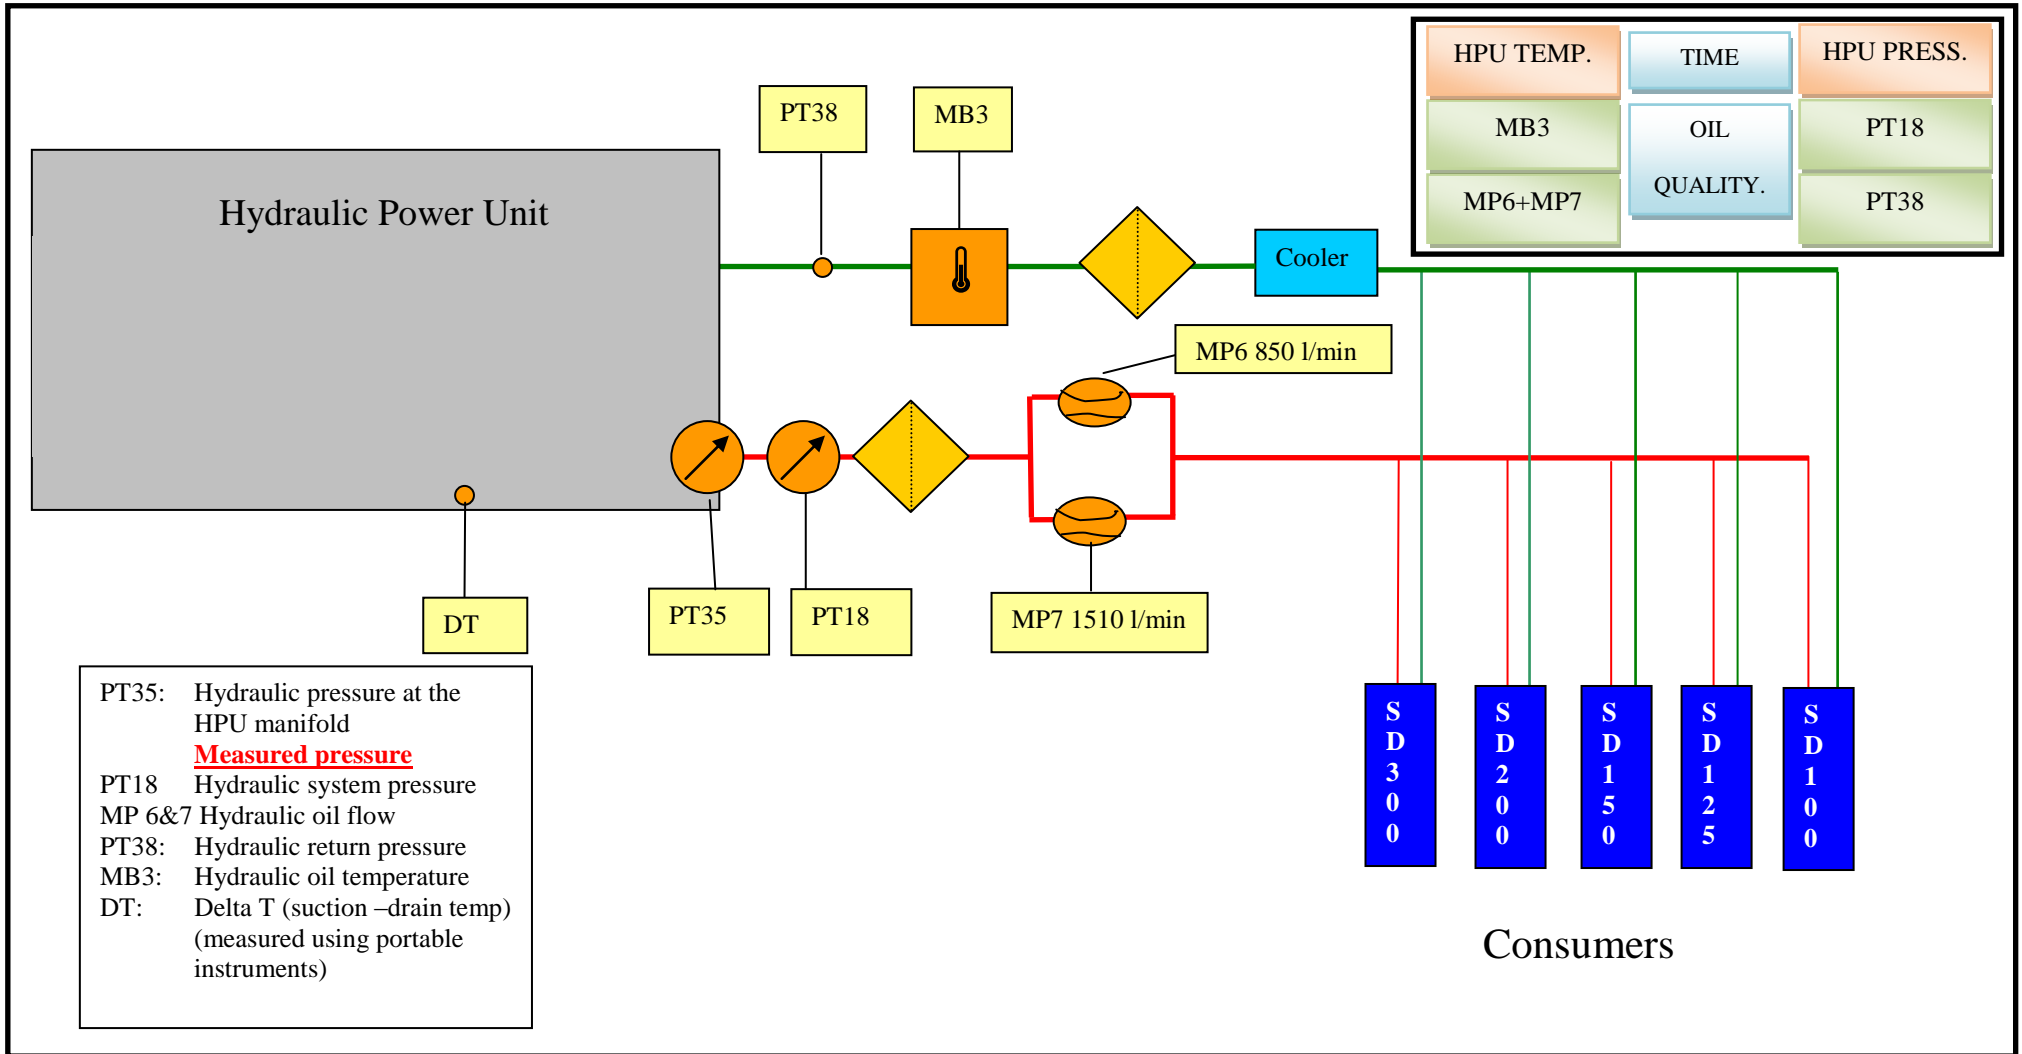 HPU TEMP.
TIME
HPU PRESS.
MB3
OIL
QUALITY.
PT18
MP6+MP7
PT38
PT38
MB3
Hydraulic Power Unit
Cooler
MP6 850 l/min
DT
PT35
PT18
MP7 1510 l/min
PT35: Hydraulic pressure at the
HPU manifold
Measured pressure
PT18 Hydraulic system pressure
MP 6&7 Hydraulic oil flow
PT38: Hydraulic return pressure
MB3: Hydraulic oil temperature
DT: Delta T (suction –drain temp)
(measured using portable
instruments)
SD300
SD200
SD150
SD125
SD100
Consumers